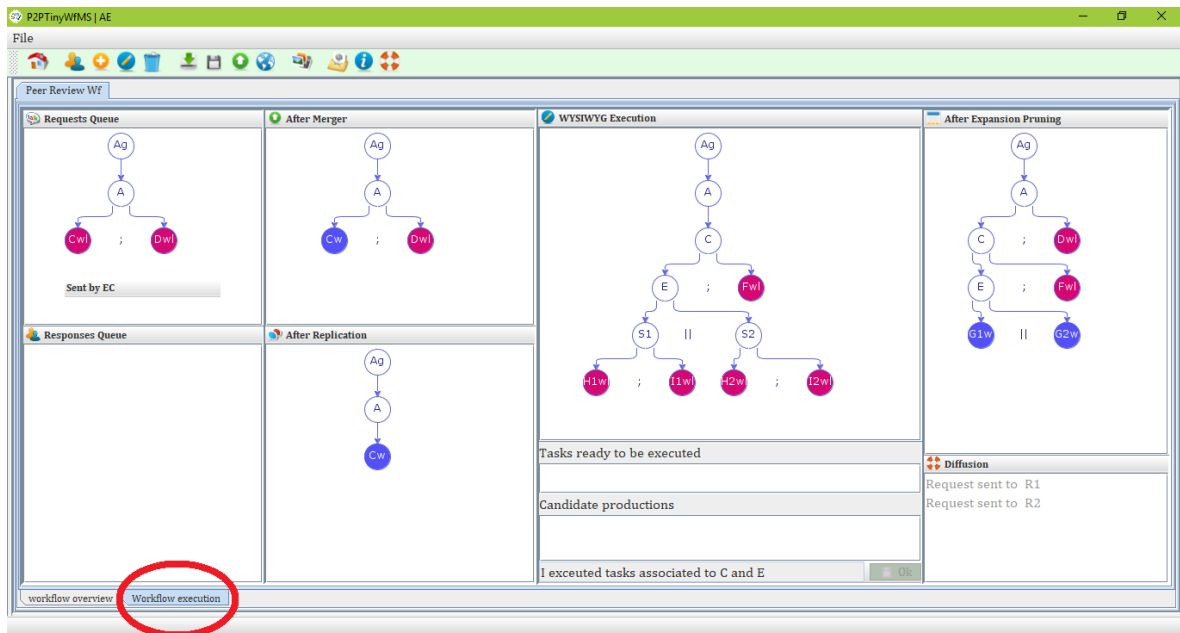 P2PTinyWfMS | AE
File
Peer Review Wf
Requests Queue
Ag
A
Cwl ; Dwl
Sent by EC
Responses Queue
After Merger
Ag
A
Cw ; Dwl
After Replication
Ag
A
Cw
WYSIWYG Execution
Ag
A
C
E ; Fwl
S1 || S2
H1wl ; I1wl H2wl ; I2wl
Tasks ready to be executed
Candidate productions
I exceuted tasks associated to C and E Ok
After Expansion Pruning
Ag
A
C ; Dwl
E ; Fwl
G1w || G2w
Diffusion
Request sent to R1
Request sent to R2
workflow overview Workflow execution